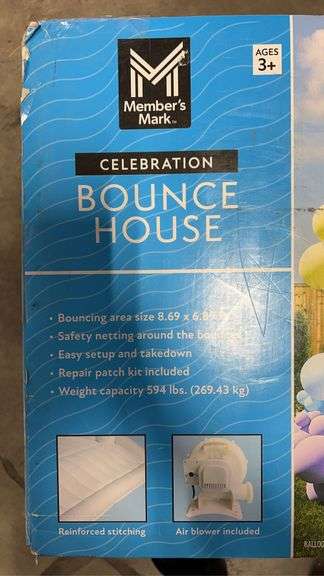 AGES
3+
Member's
Mark™
CELEBRATION
BOUNCE
HOUSE
• Bouncing area size 8.69 x
• Safety netting around the
• Easy setup and takedown
• Repair patch kit included
• Weight capacity 594 lbs. (269.43 kg)
Reinforced stitching
Air blower included